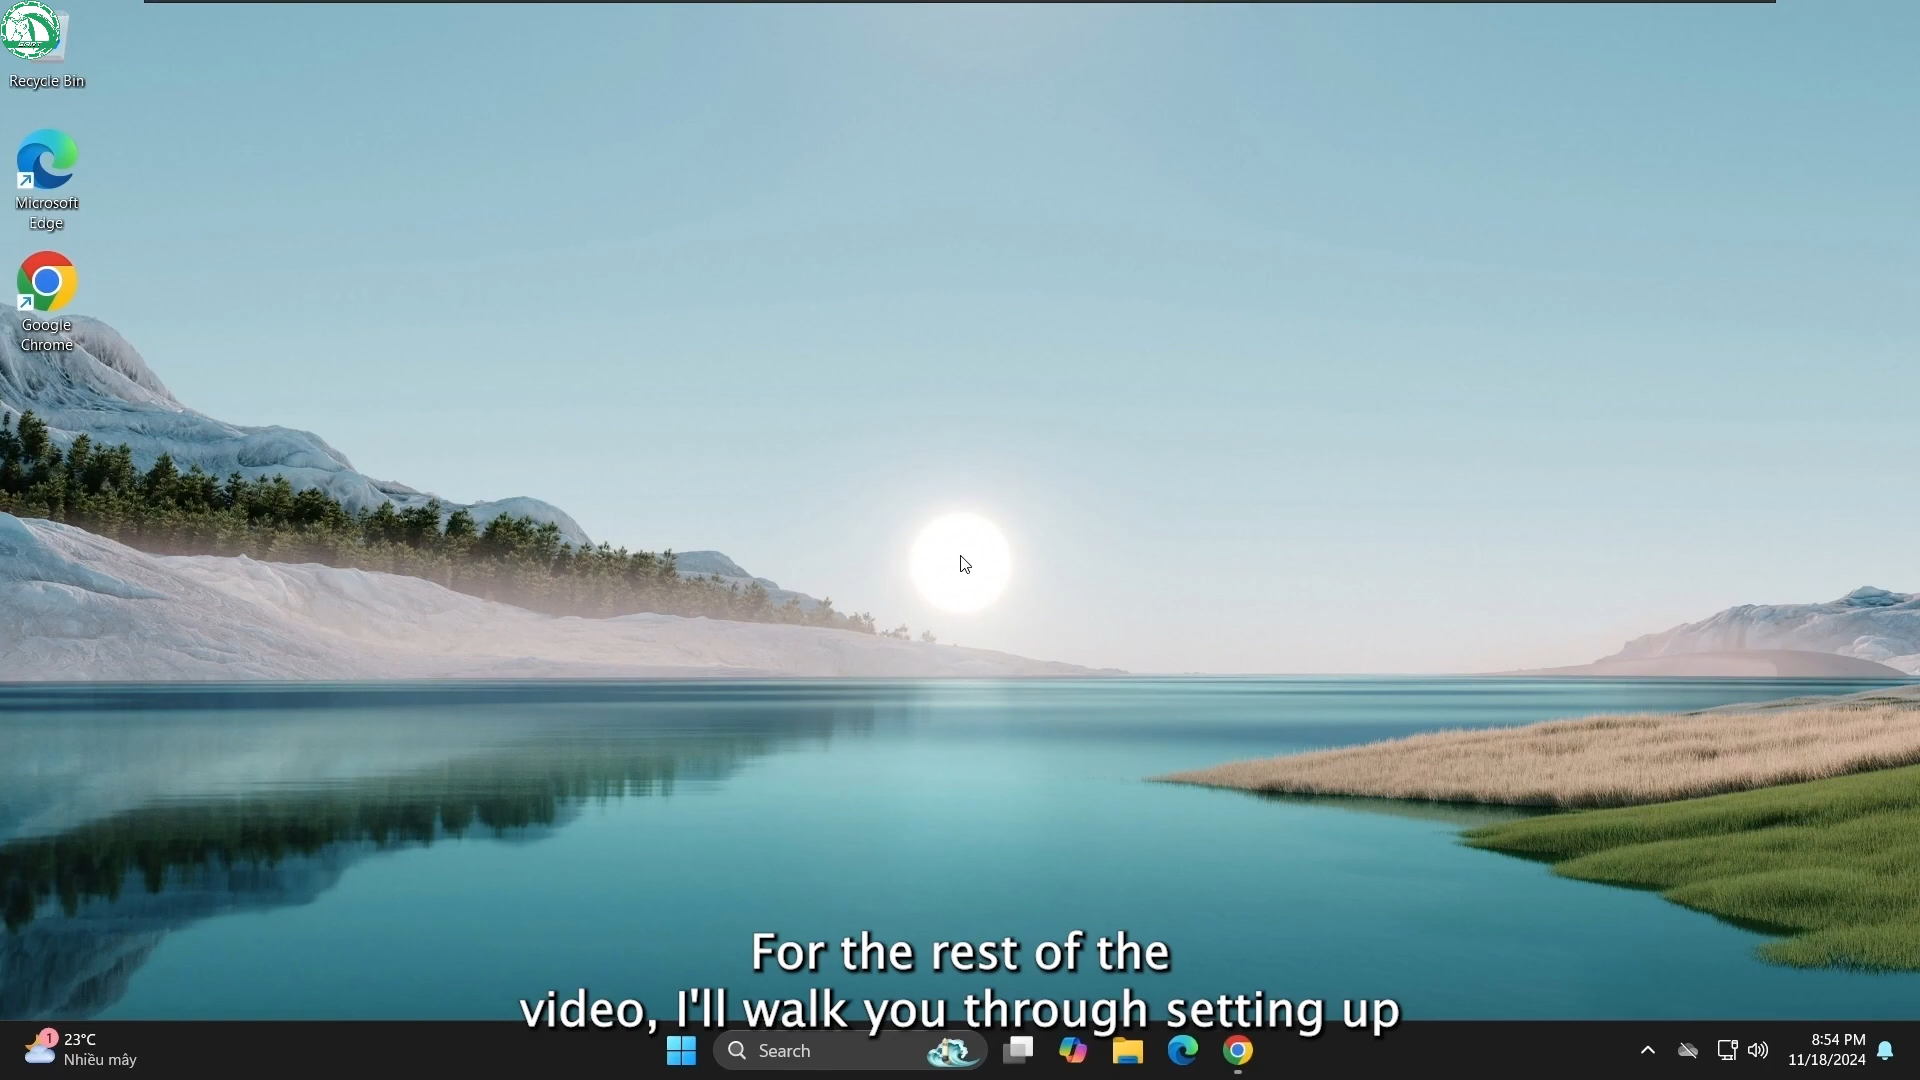 Recycle Bin
Microsoft
Edge
Google
Chrome
For the rest of the
video, I'll walk you through setting up
1
23°C
Nhiều mây
Search
8:54 PM
11/18/2024